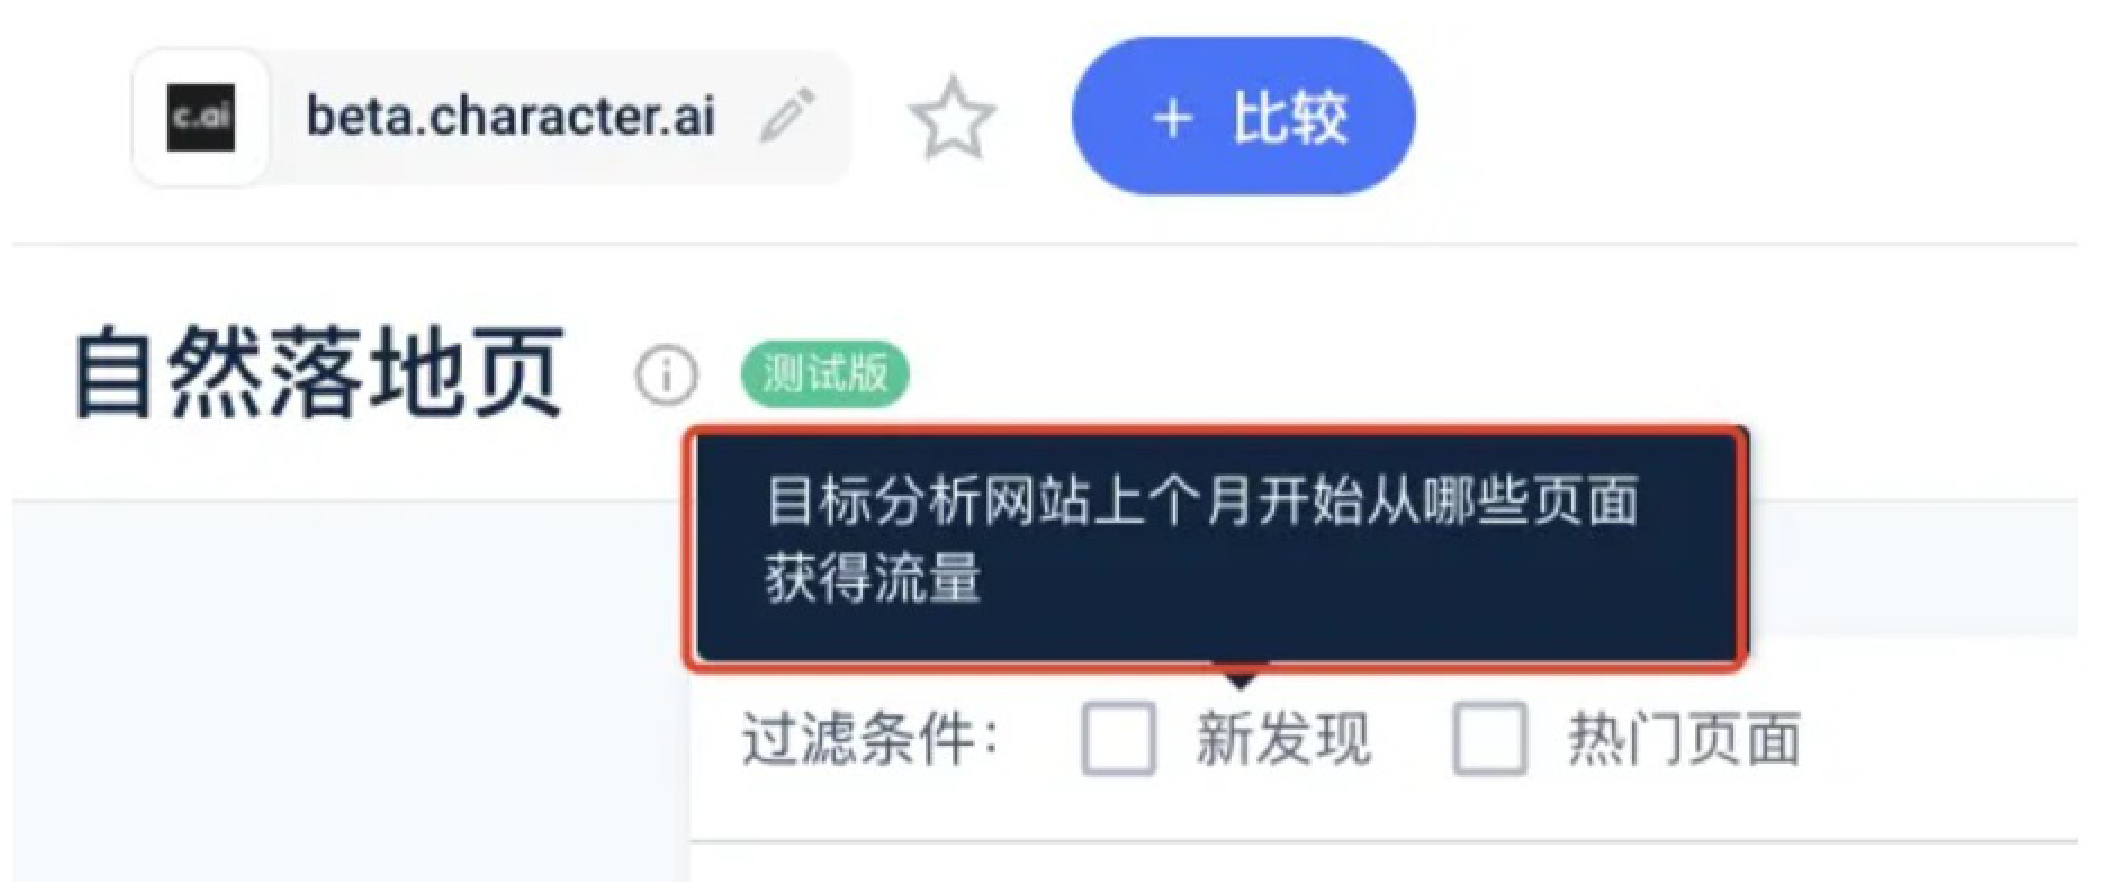 c.ai beta.character.ai + 比较
自然落地页 测试版
目标分析网站上个月开始从哪些页面
获得流量
过滤条件： 新发现 热门页面